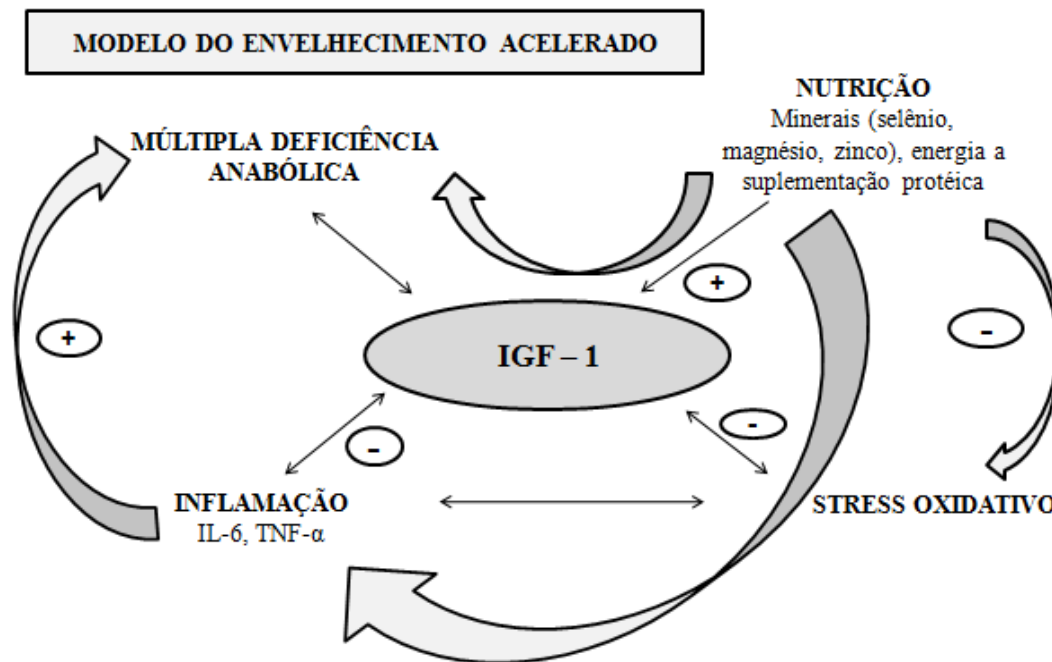 MODELO DO ENVELHECIMENTO ACELERADO
NUTRIÇÃO
Minerais (selênio,
magnésio, zinco), energia a
suplementação protéica
MÚLTIPLA DEFICIÊNCIA
ANABÓLICA
+
+
-
IGF – 1
-
-
INFLAMAÇÃO
IL-6, TNF-α
STRESS OXIDATIVO